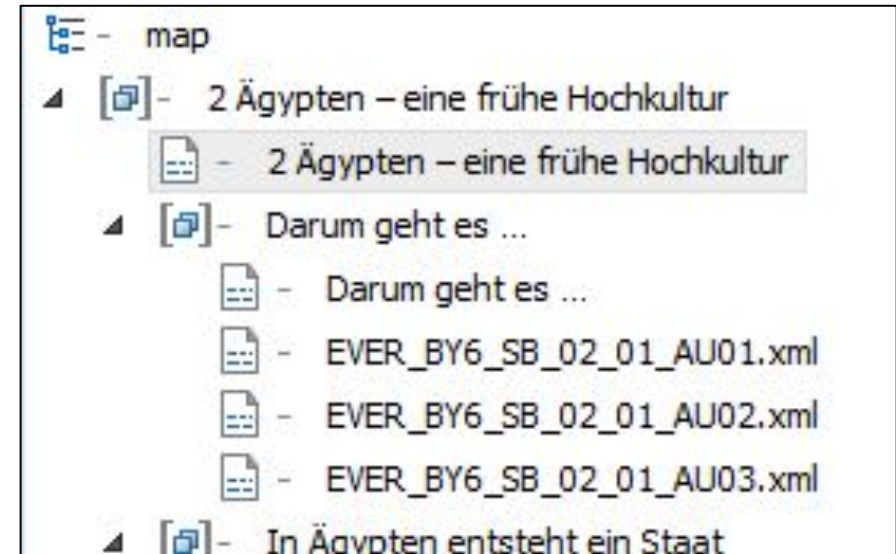 map
2 Ägypten – eine frühe Hochkultur
2 Ägypten – eine frühe Hochkultur
Darum geht es ...
Darum geht es ...
EVER_BY6_SB_02_01_AU01.xml
EVER_BY6_SB_02_01_AU02.xml
EVER_BY6_SB_02_01_AU03.xml
In Ägypten entsteht ein Staat